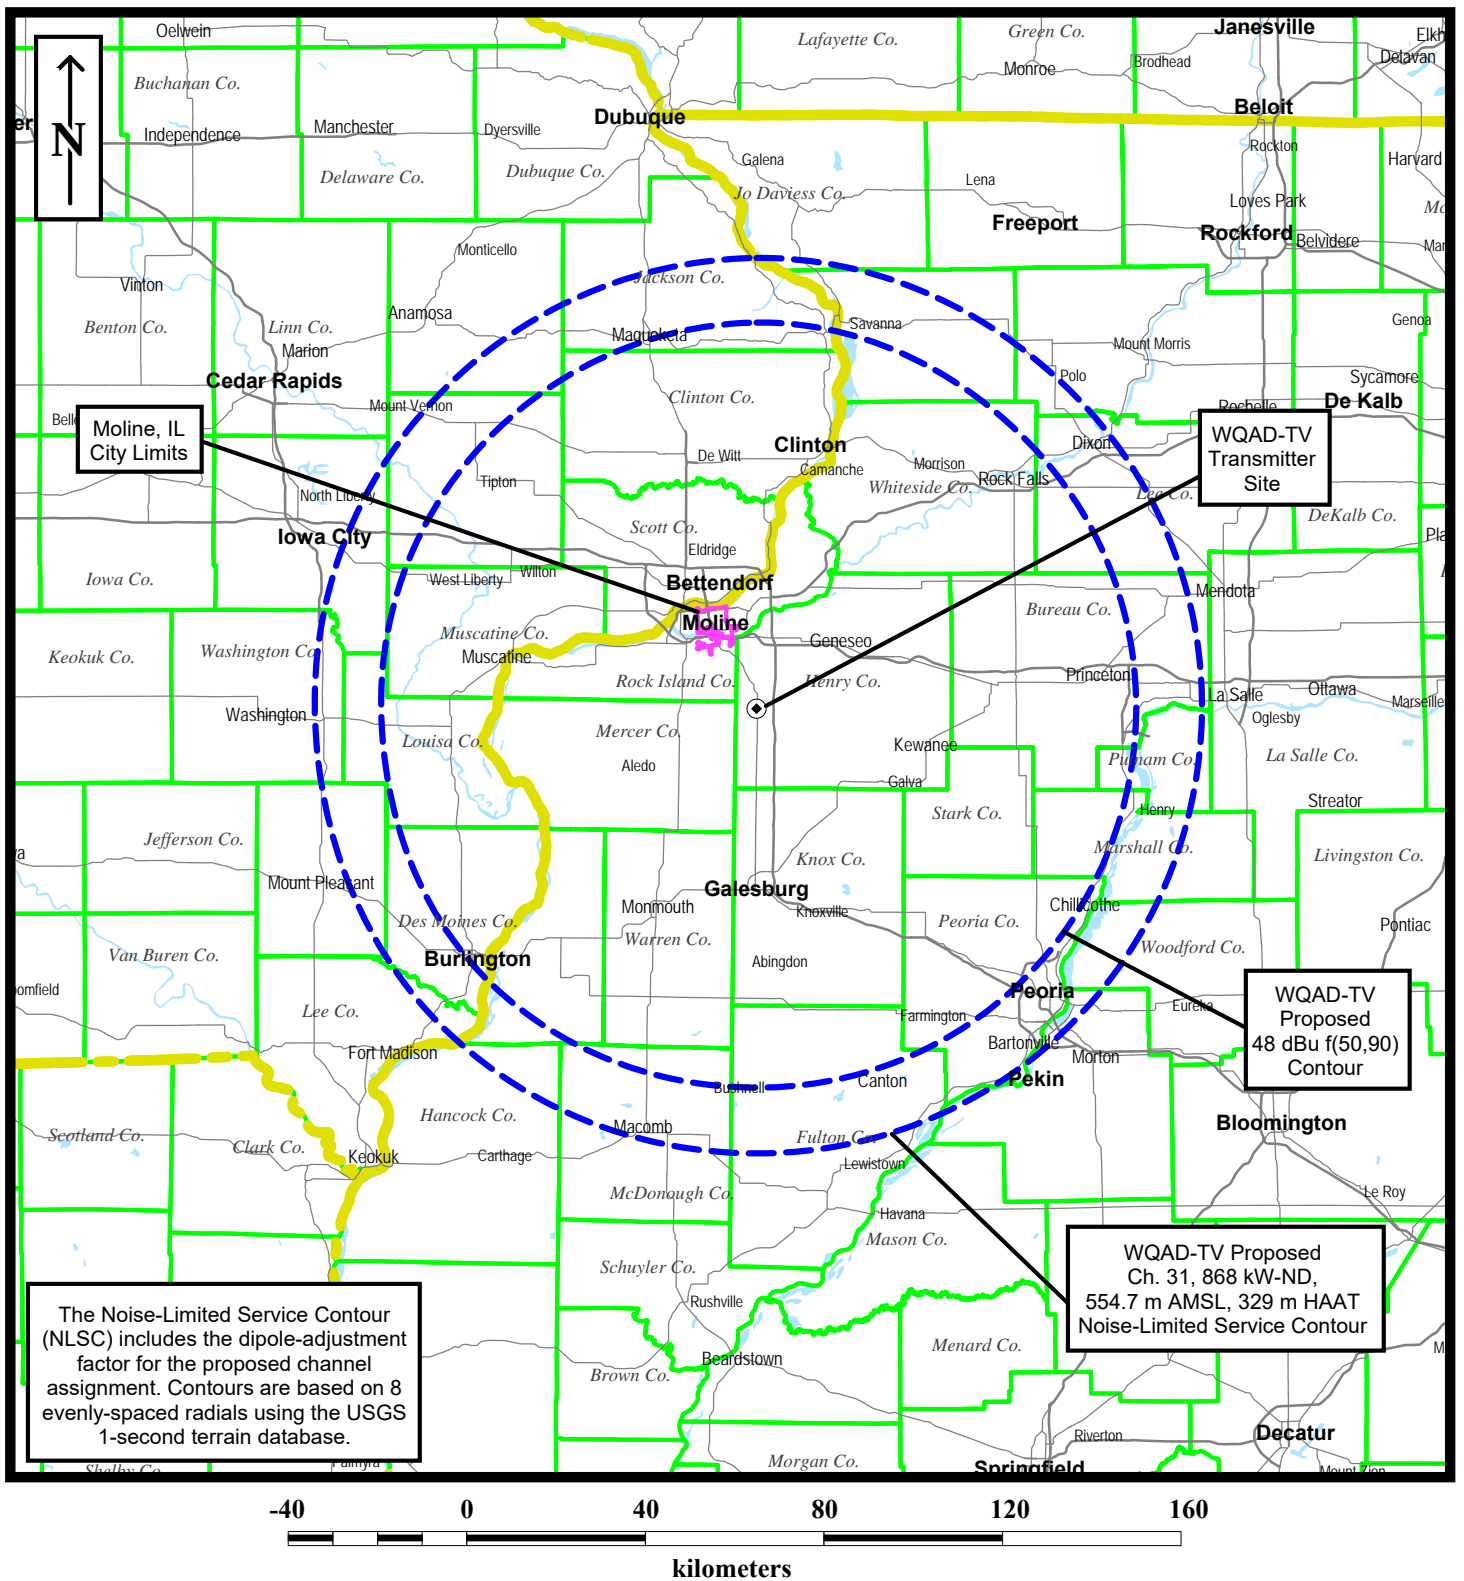 Oelwein
Lafayette Co.
Green Co.
Janesville
Elkh
Delavan
Buchanan Co.
Monroe
Brodhead
N
er
Independence
Manchester
Dyersville
Dubuque
Beloit
Galena
Rockton
Harvard
Delaware Co.
Dubuque Co.
Jo Daviess Co.
Lena
Loves Park
Mc
Freeport
Rockford
Belvidere
Mar
Monticello
Vinton
Jackson Co.
Benton Co.
Linn Co.
Anamosa
Maquoketa
Savanna
Genoa
Marion
Mount Morris
Cedar Rapids
Polo
Sycamore
Mount Vernon
Clinton Co.
Rochelle
De Kalb
Belle
Moline, IL
City Limits
Clinton
Dixon
WQAD-TV
Transmitter
Site
De Witt
Camanche
Morrison
Rock Falls
Tipton
Whiteside Co.
Lee Co.
North Liberty
Scott Co.
DeKalb Co.
Iowa City
Eldridge
Pla
Iowa Co.
West Liberty
Wilton
Bettendorf
Mendota
Moline
Bureau Co.
Keokuk Co.
Washington Co.
Muscatine Co.
Geneseo
Muscatine
Rock Island Co.
Henry Co.
Princeton
La Salle
Ottawa
Marseille
Washington
Oglesby
Louisa Co.
Mercer Co.
Kewanee
Putnam Co.
La Salle Co.
Aledo
Galva
Henry
Streator
Jefferson Co.
Stark Co.
Marshall Co.
Livingston Co.
va
Knox Co.
Mount Pleasant
Galesburg
Chillicothe
Des Moines Co.
Monmouth
Knoxville
Peoria Co.
Pontiac
Van Buren Co.
Warren Co.
Woodford Co.
Burlington
Abingdon
oomfield
Peoria
WQAD-TV
Proposed
48 dBu f(50,90)
Contour
Lee Co.
Farmington
Eureka
Fort Madison
Bartonville
Morton
Bushnell
Canton
Pekin
Hancock Co.
Scotland Co.
Clark Co.
Macomb
Fulton Co.
Bloomington
Keokuk
Carthage
Lewistown
McDonough Co.
Le Roy
Havana
Mason Co.
WQAD-TV Proposed
Ch. 31, 868 kW-ND,
554.7 m AMSL, 329 m HAAT
Noise-Limited Service Contour
Schuyler Co.
Rushville
The Noise-Limited Service Contour
(NLSC) includes the dipole-adjustment
factor for the proposed channel
assignment. Contours are based on 8
evenly-spaced radials using the USGS
1-second terrain database.
Menard Co.
M
Beardstown
Brown Co.
Riverton
Decatur
Shelby Co.
Palmyra
Morgan Co.
Springfield
Mount Zion
-40 0 40 80 120 160
kilometers